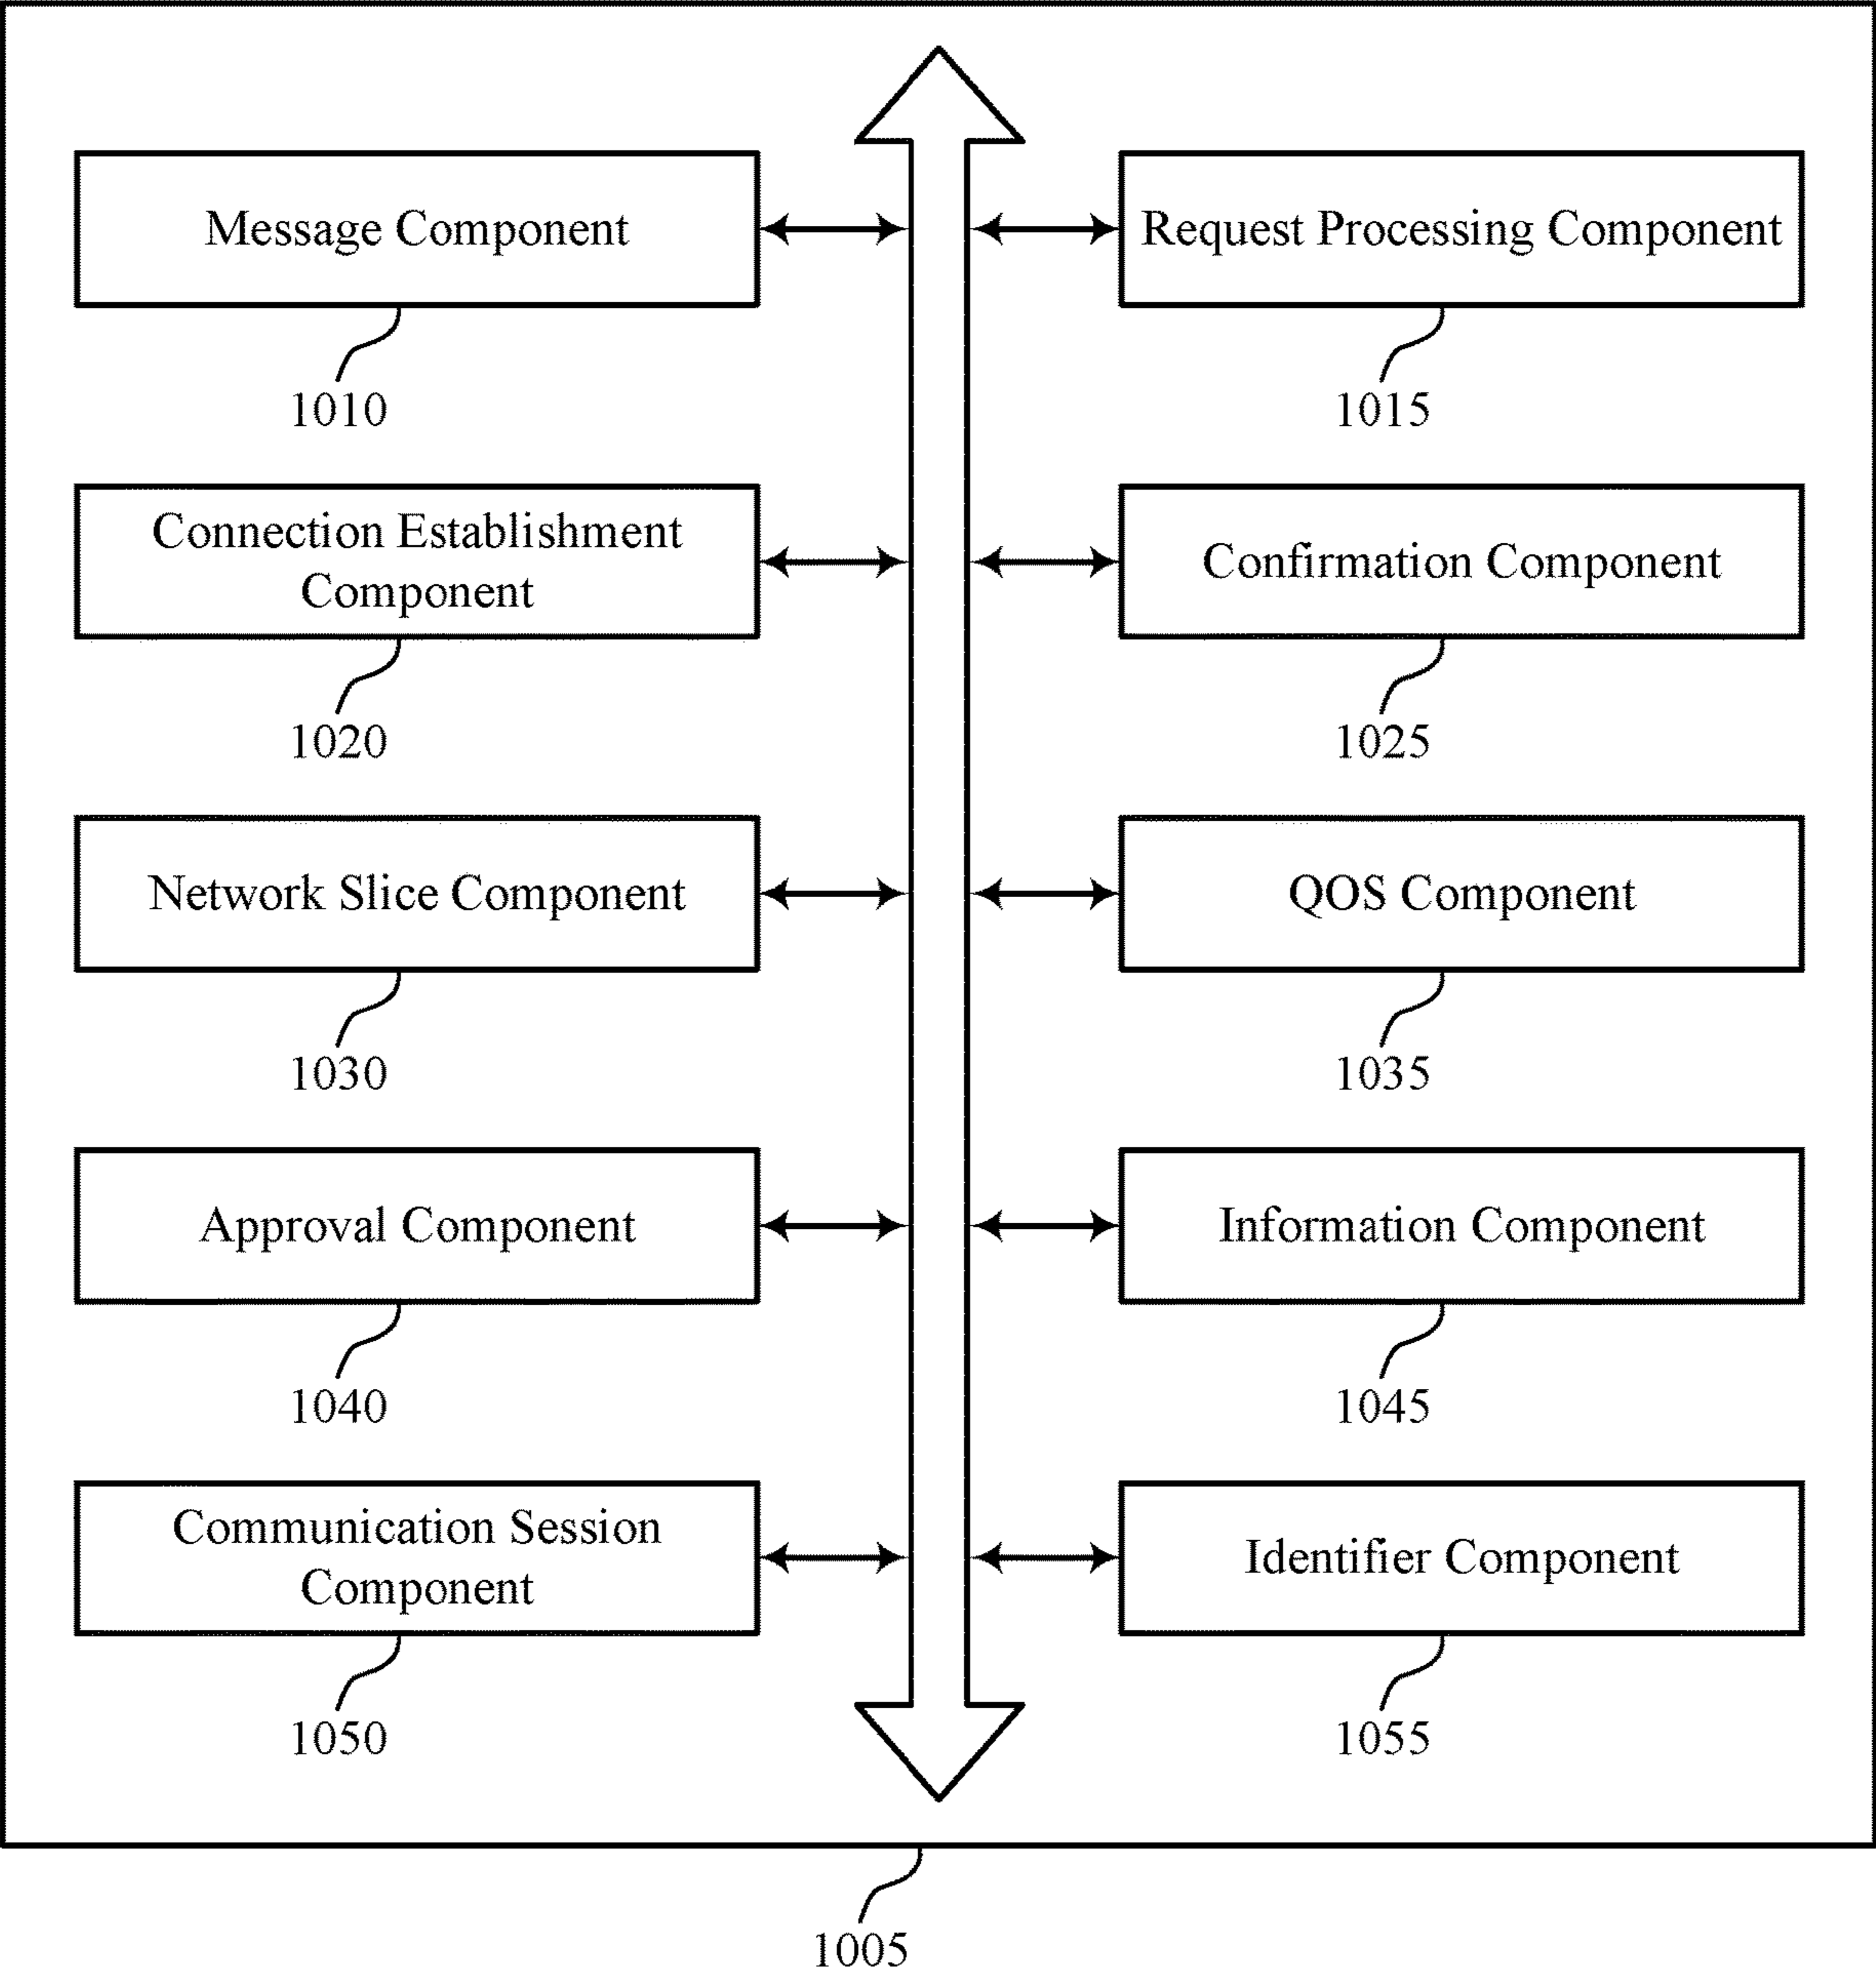 Message Component
Request Processing Component
1010
1015
Connection Establishment
Component
Confirmation Component
1020
1025
Network Slice Component
QOS Component
1030
1035
Approval Component
Information Component
1040
1045
Communication Session
Component
Identifier Component
1050
1055
1005